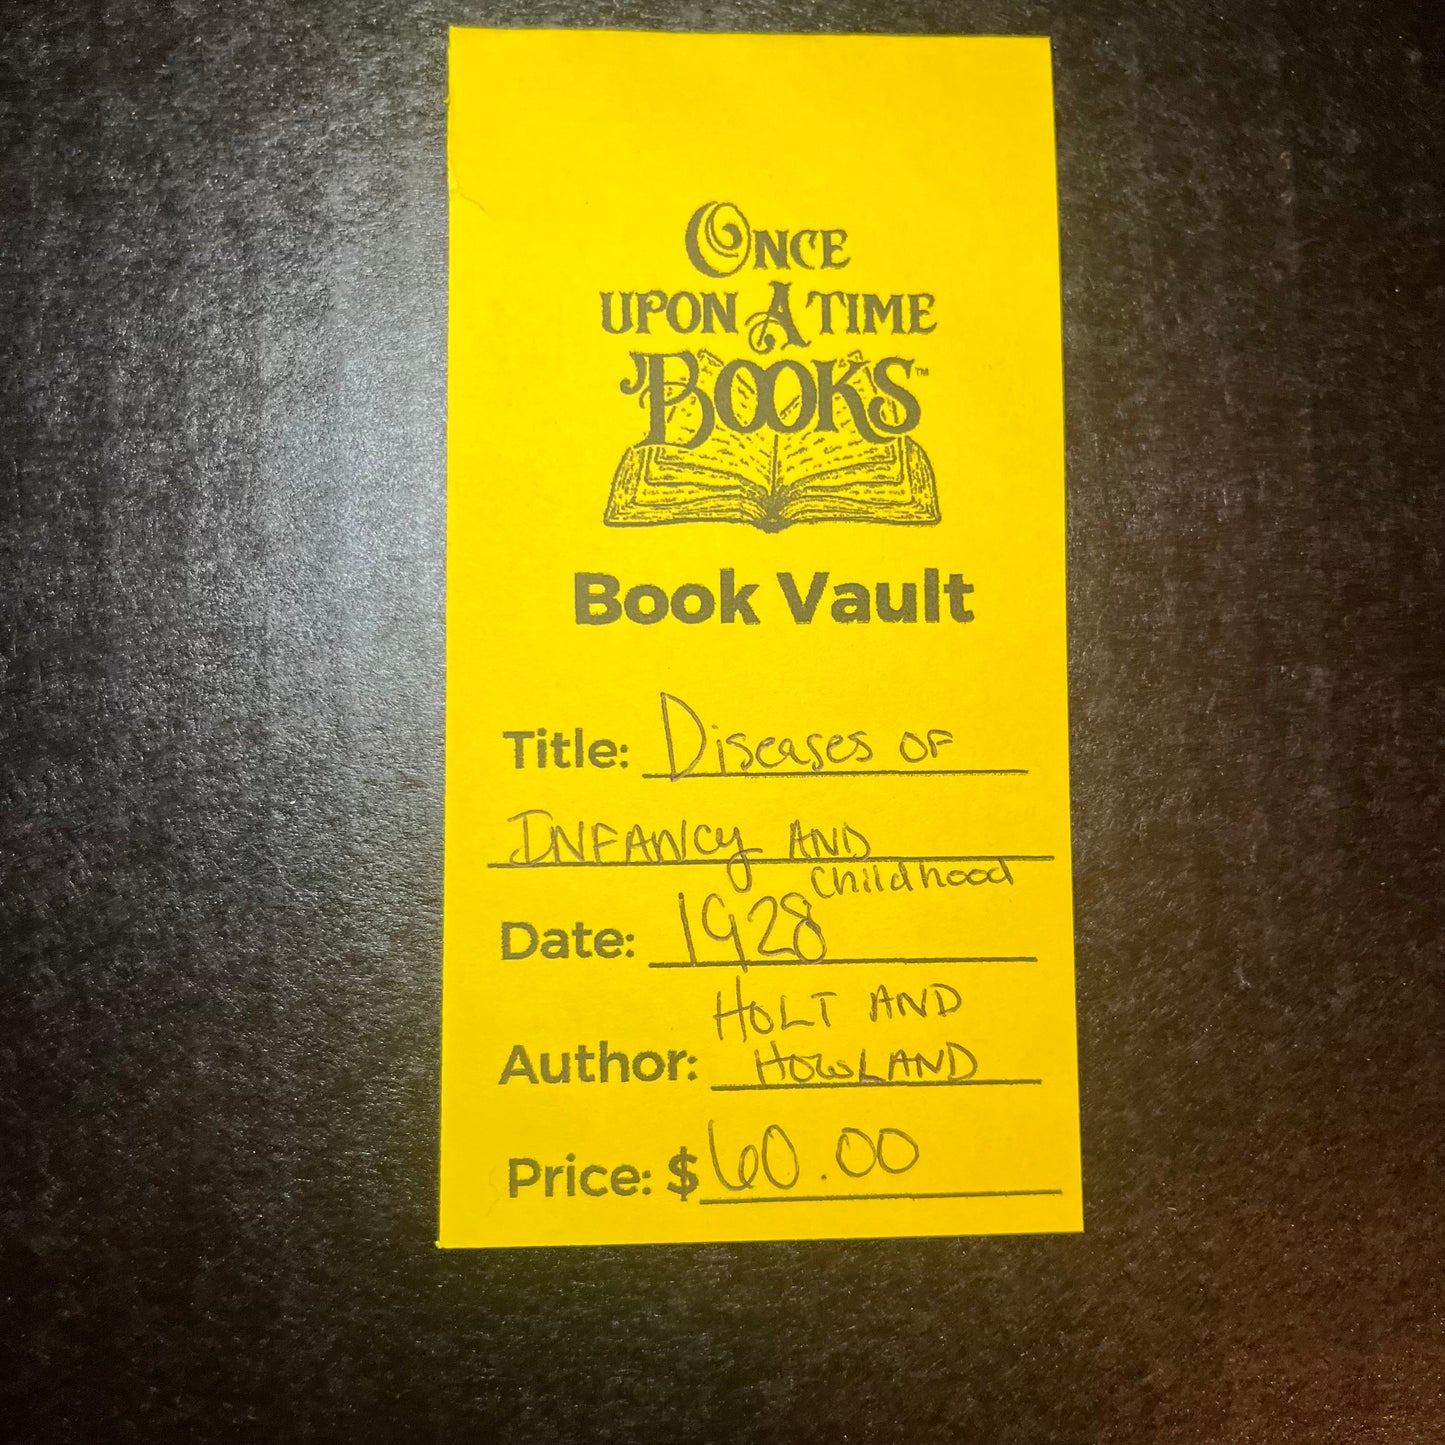 ONCE
UPON A TIME
BOOKS™
Book Vault
Title: Diseases OF
INFANCY AND
Childhood
Date: 1928
HOLT AND
Author: HOWLAND
Price: $60.00